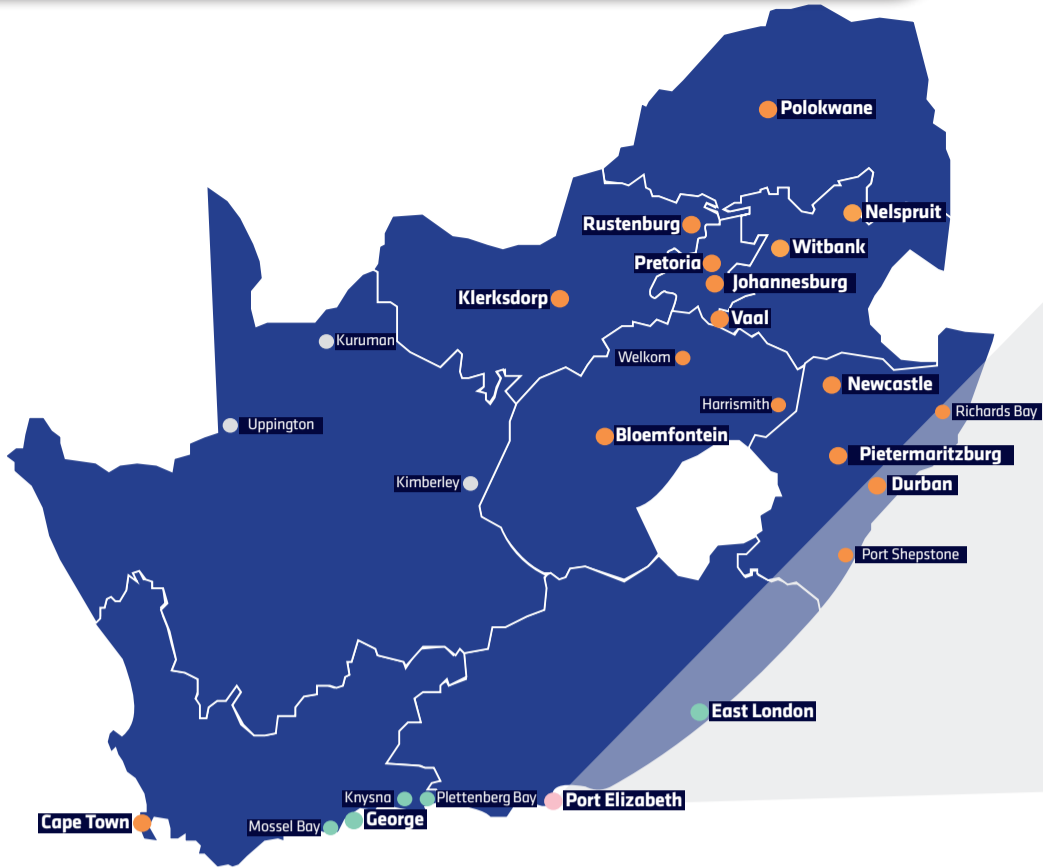 Polokwane
Nelspruit
Rustenburg
Witbank
Pretoria
Johannesburg
Klerksdorp
Vaal
Kuruman
Welkom
Newcastle
Harrismith
Richards Bay
Uppington
Bloemfontein
Pietermaritzburg
Kimberley
Durban
Port Shepstone
East London
Knysna
Plettenberg Bay
Port Elizabeth
Cape Town
Mossel Bay
George